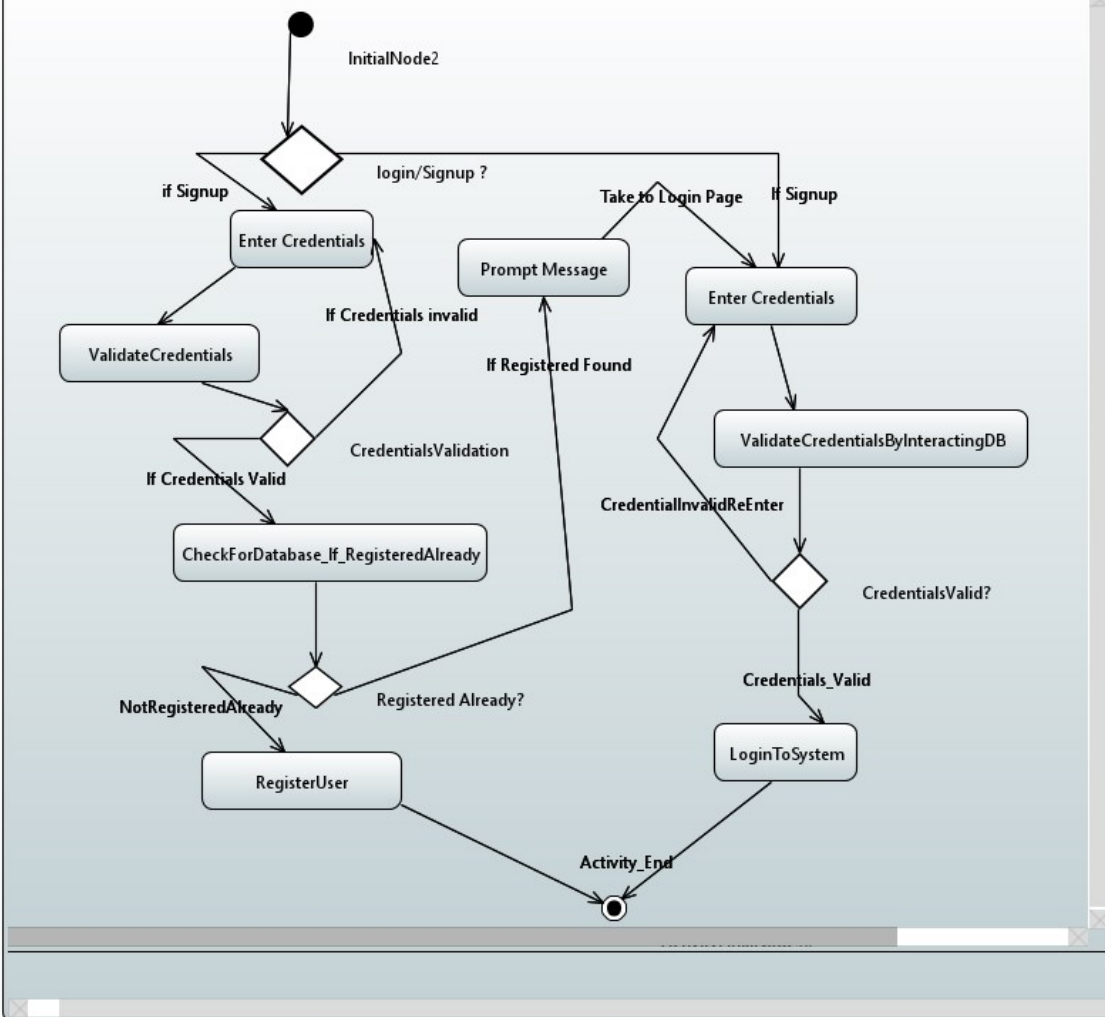 InitialNode2
login/Signup ?
if Signup
Take to Login Page
If Signup
Enter Credentials
Prompt Message
Enter Credentials
If Credentials invalid
ValidateCredentials
If Registered Found
ValidateCredentialsByInteractingDB
CredentialsValidation
If Credentials Valid
CredentialInvalidReEnter
CheckForDatabase_If_RegisteredAlready
CredentialsValid?
Credentials_Valid
Registered Already?
NotRegisteredAlready
LoginToSystem
RegisterUser
Activity_End